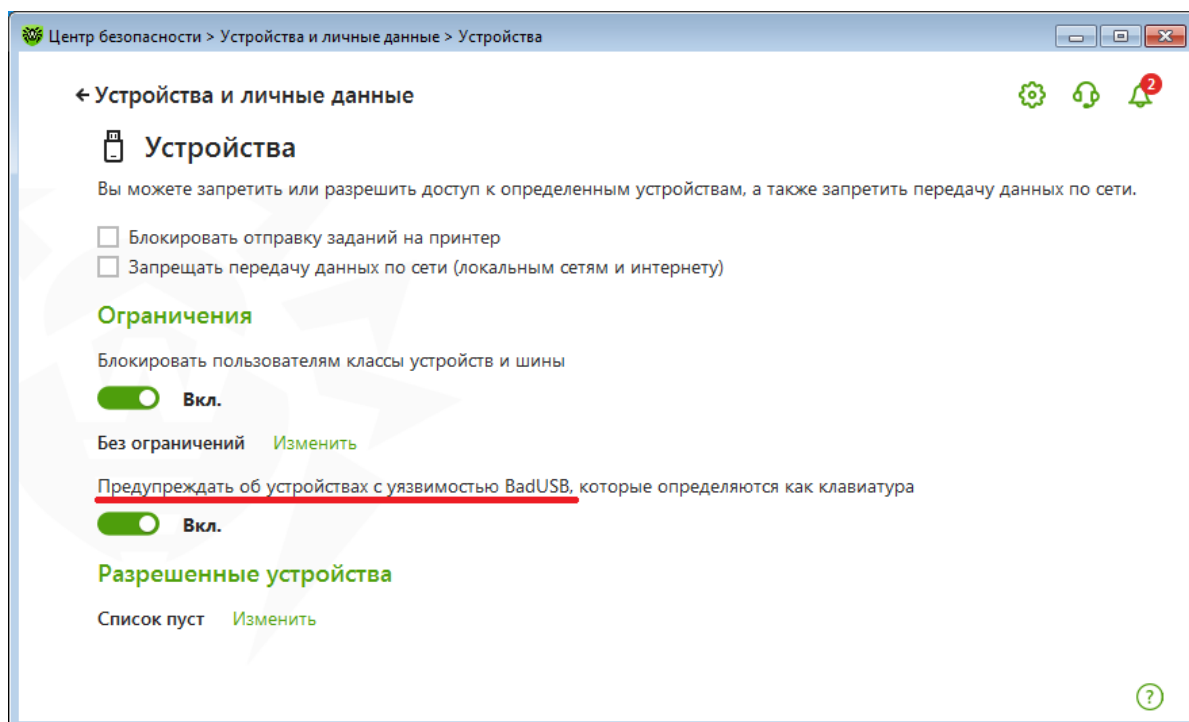 Центр безопасности > Устройства и личные данные > Устройства
Устройства и личные данные
2
Устройства
Вы можете запретить или разрешить доступ к определенным устройствам, а также запретить передачу данных по сети.
Блокировать отправку заданий на принтер
Запрещать передачу данных по сети (локальным сетям и интернету)
Ограничения
Блокировать пользователям классы устройств и шины
Вкл.
Без ограничений Изменить
Предупреждать об устройствах с уязвимостью BadUSB, которые определяются как клавиатура
Вкл.
Разрешенные устройства
Список пуст Изменить
?